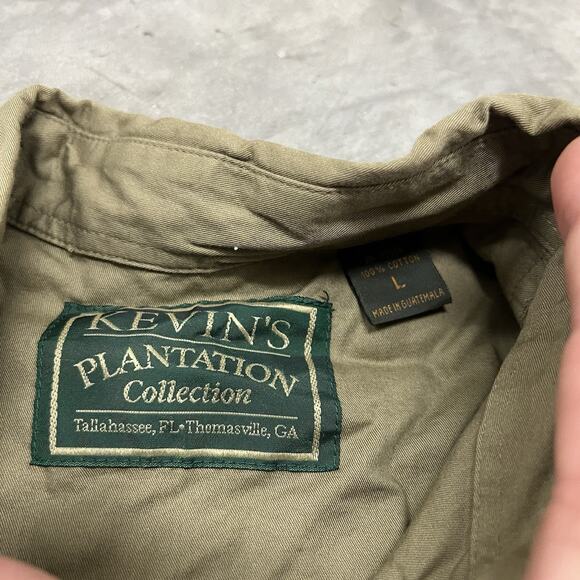 KEVIN'S
PLANTATION
Collection
Tallahassee, FL•Thomasville, GA
100% COTTON
L
MADE IN GUATEMALA